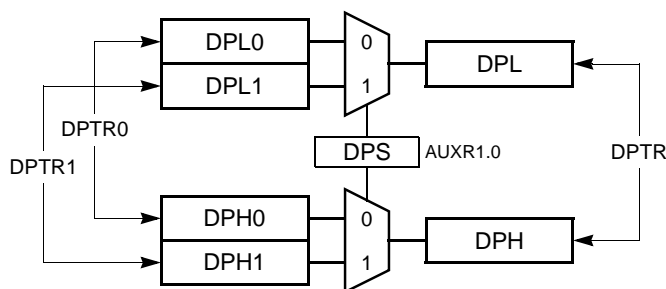 DPL0
0
DPL
DPL1
1
DPTR0
DPS
AUXR1.0
DPTR
DPTR1
DPH0
0
DPH
DPH1
1